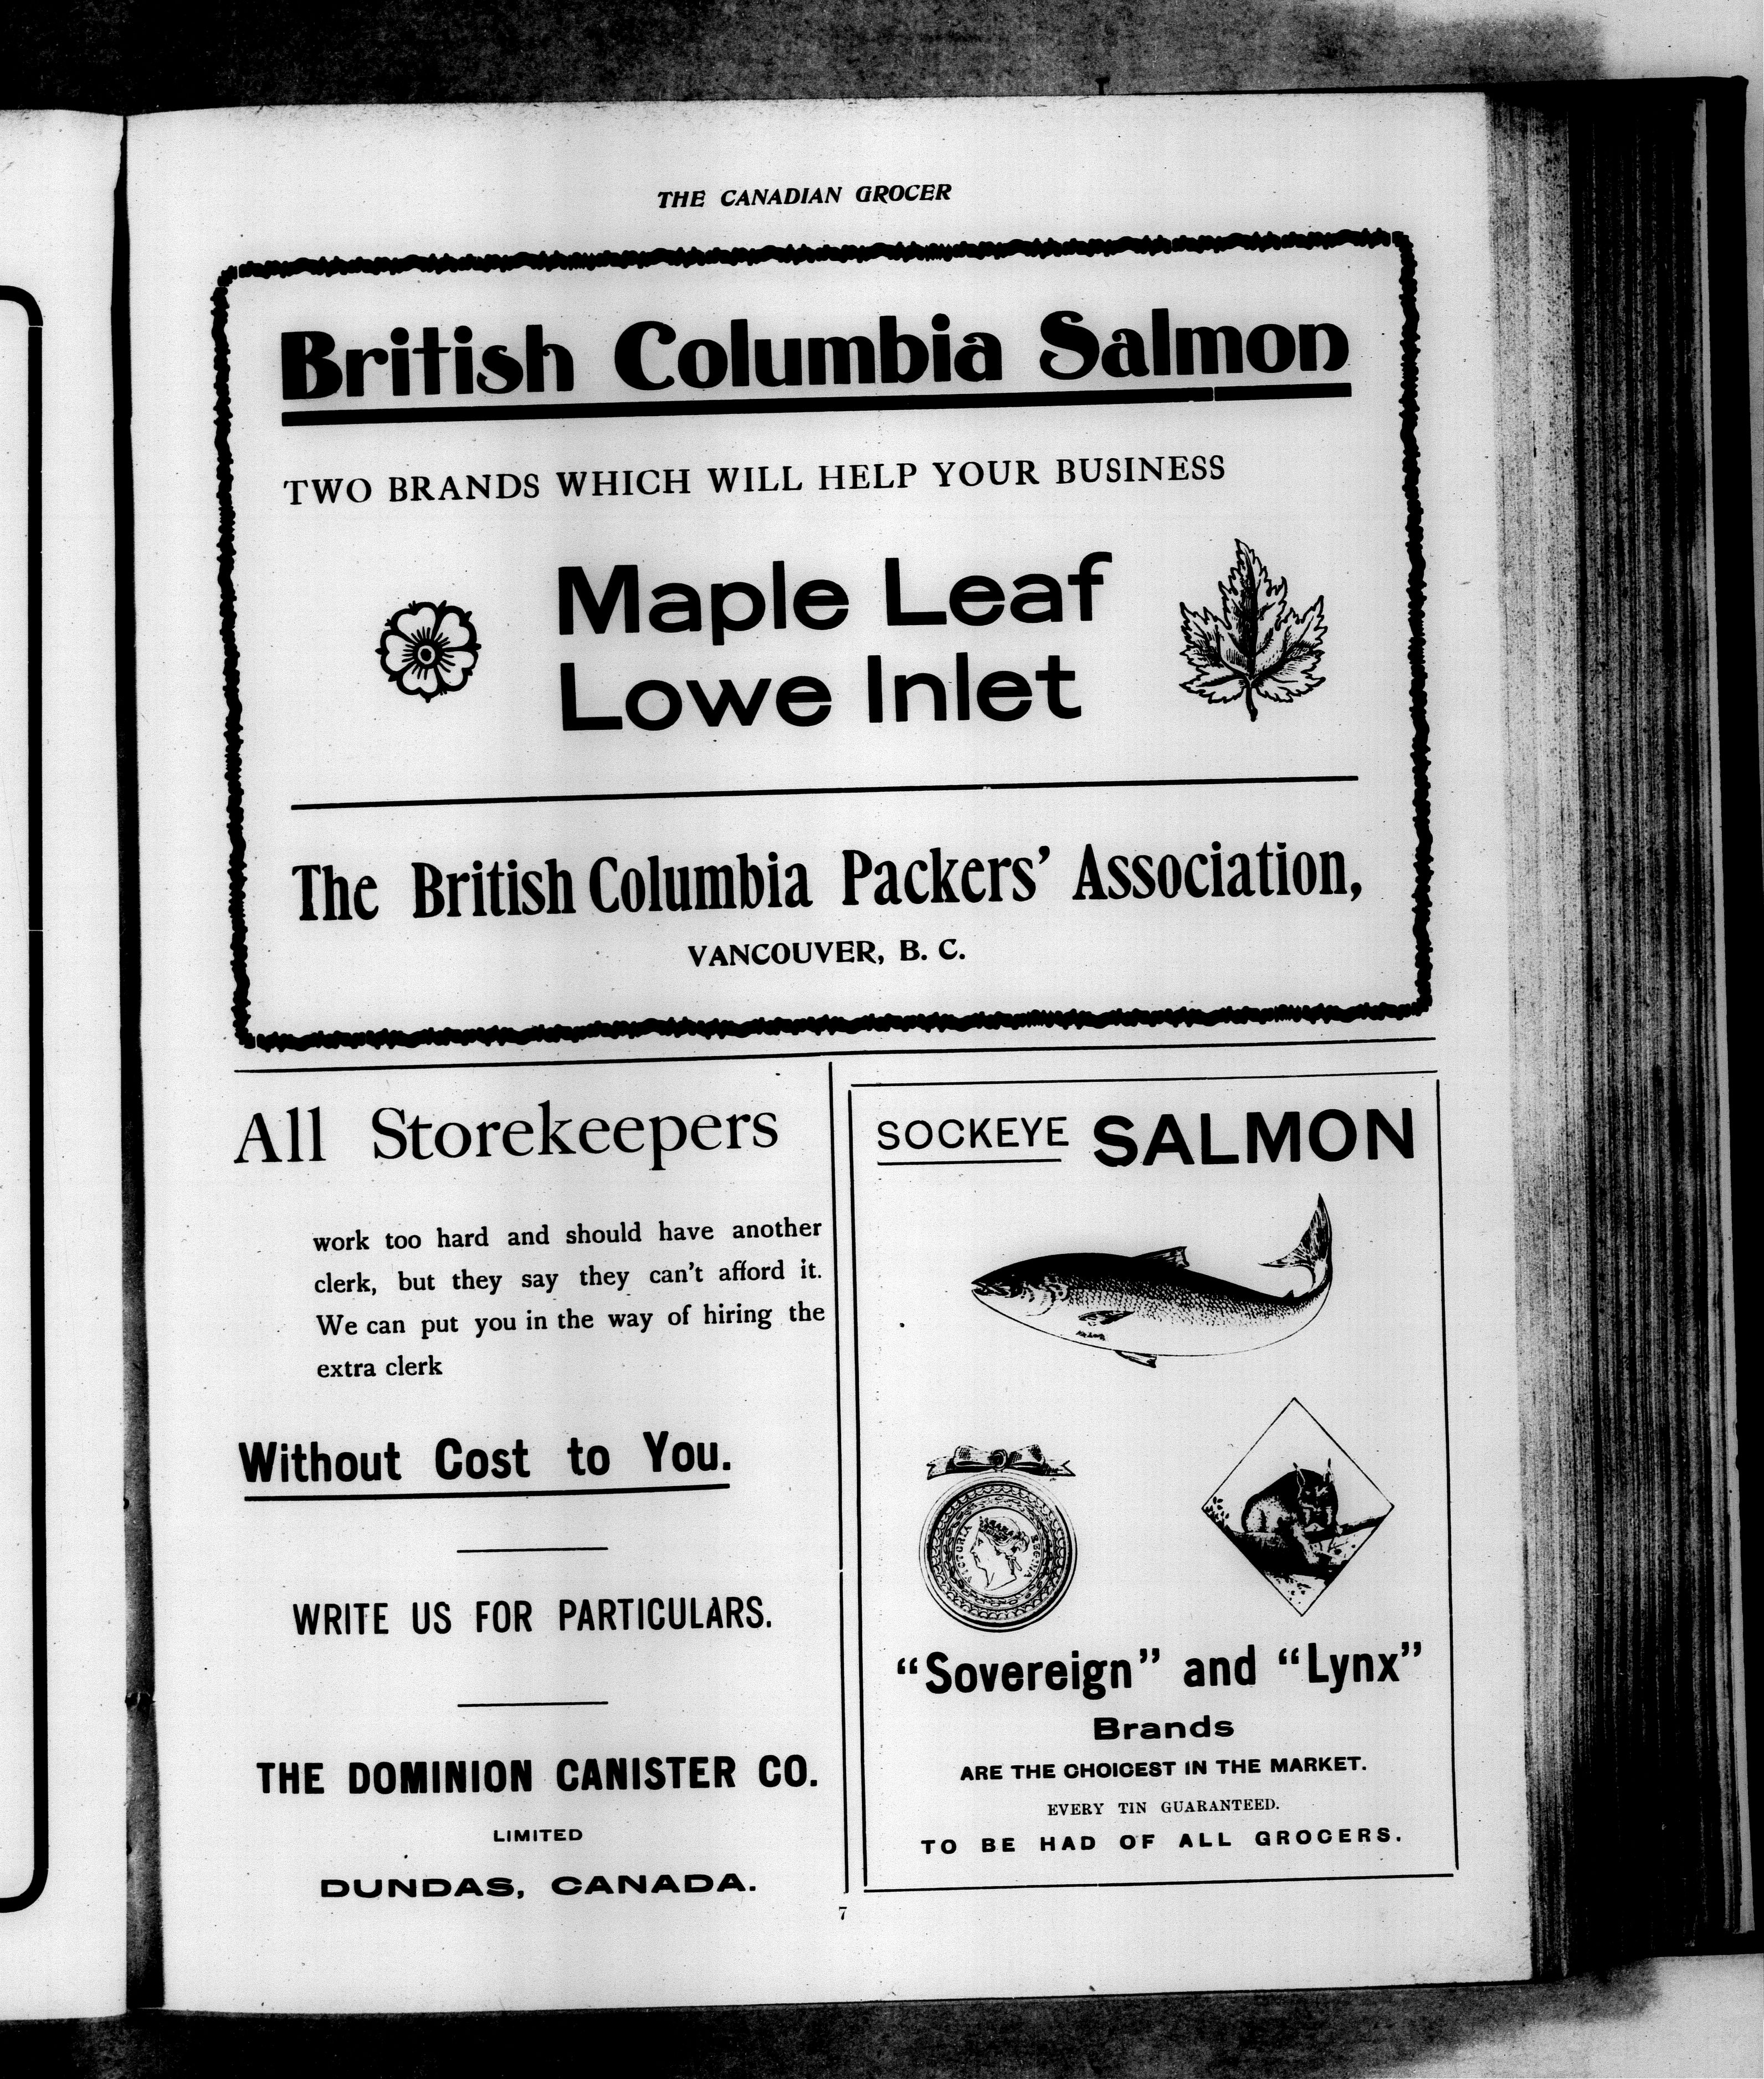 THE CANADIAN GROCER
British Columbia Salmon
TWO BRANDS WHICH WILL HELP YOUR BUSINESS
Maple Leaf
Lowe Inlet
The British Columbia Packers’ Association,
VANCOUVER, B. C.
All Storekeepers
work too hard and should have another
clerk, but they say they can’t afford it.
We can put you in the way of hiring the
extra clerk
Without Cost to You.
WRITE US FOR PARTICULARS.
THE DOMINION CANISTER CO.
LIMITED
DUNDAS, CANADA.
SOCKEYE SALMON
VICTORIA REGINA
“Sovereign” and “Lynx”
Brands
ARE THE CHOICEST IN THE MARKET.
EVERY TIN GUARANTEED.
TO BE HAD OF ALL GROCERS.
7